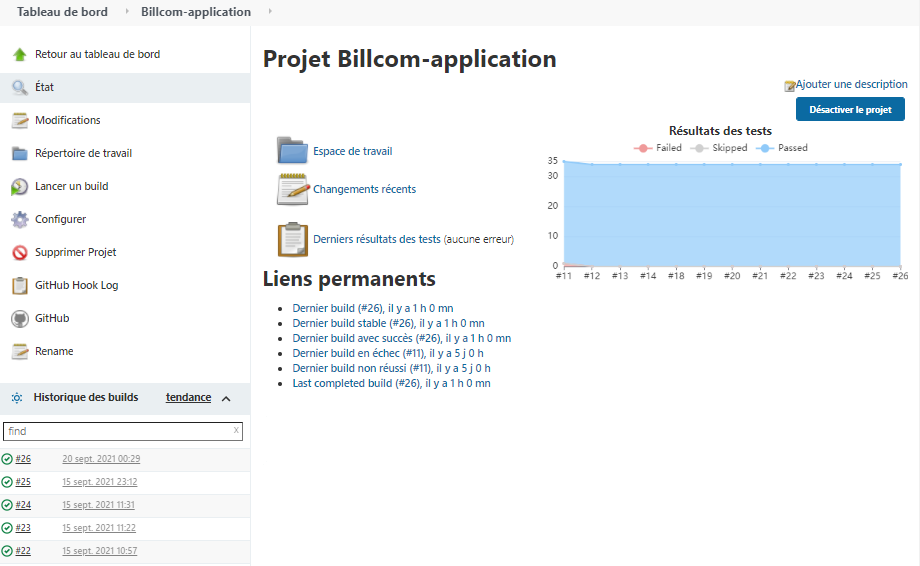 Tableau de bord Billcom-application
Retour au tableau de bord
État
Modifications
Répertoire de travail
Lancer un build
Configurer
Supprimer Projet
GitHub Hook Log
GitHub
Rename
Historique des builds tendance
find x
#26 20 sept. 2021 00:29
#25 15 sept. 2021 23:12
#24 15 sept. 2021 11:31
#23 15 sept. 2021 11:22
#22 15 sept. 2021 10:57
Projet Billcom-application
Ajouter une description
Désactiver le projet
Espace de travail
Changements récents
Derniers résultats des tests (aucune erreur)
Résultats des tests
Failed Skipped Passed
35
30
20
10
0
#11 #12 #13 #14 #18 #19 #20 #21 #22 #23 #24 #25 #26
Liens permanents
Dernier build (#26), il y a 1 h 0 mn
Dernier build stable (#26), il y a 1 h 0 mn
Dernier build avec succès (#26), il y a 1 h 0 mn
Dernier build en échec (#11), il y a 5 j 0 h
Dernier build non réussi (#11), il y a 5 j 0 h
Last completed build (#26), il y a 1 h 0 mn